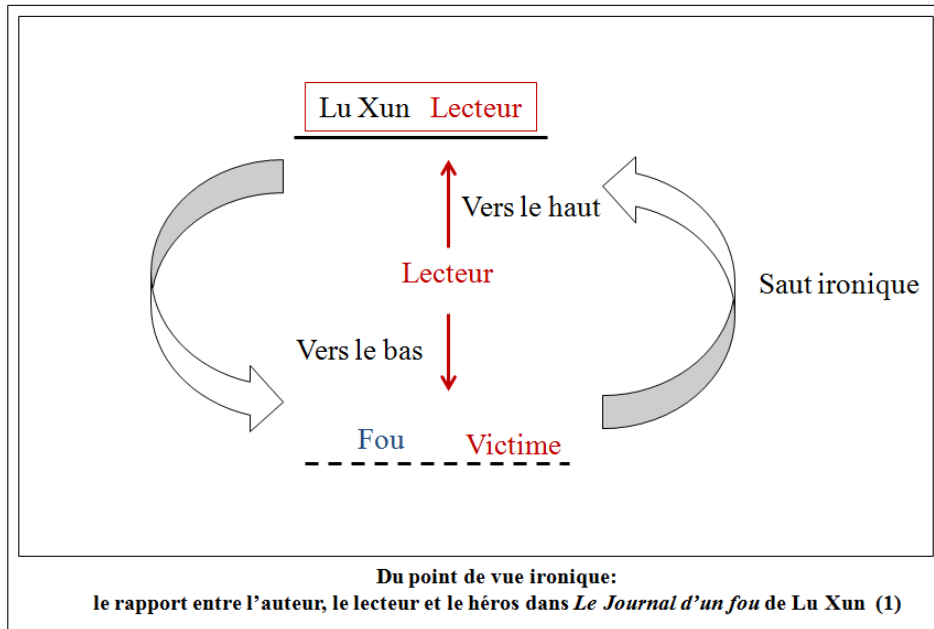 Lu Xun Lecteur
Vers le haut
Lecteur
Saut ironique
Vers le bas
Fou Victime
Du point de vue ironique:
le rapport entre l’auteur, le lecteur et le héros dans Le Journal d’un fou de Lu Xun (1)